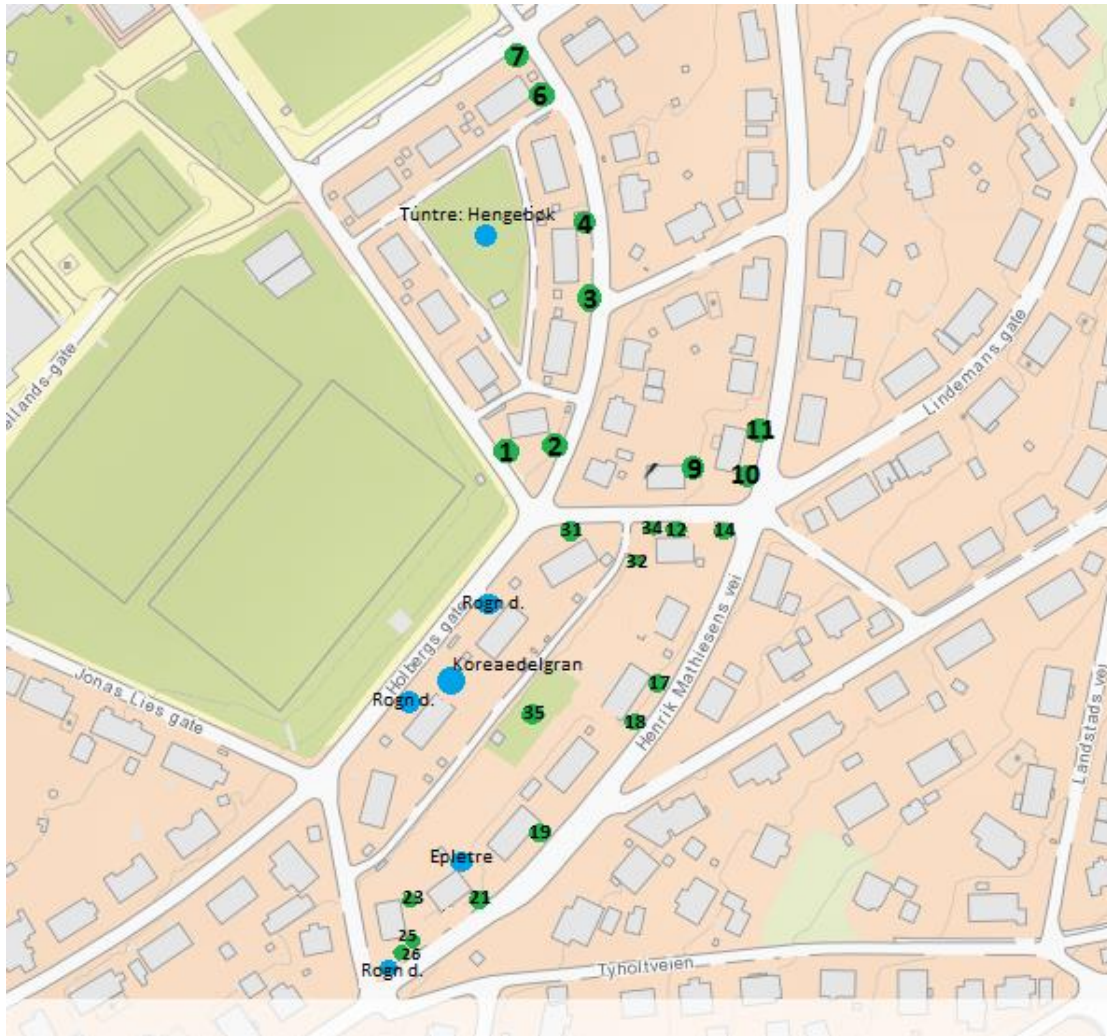 7
6
Tuntre: Hengebøk
4
3
allands gate
Lindemans gate
11
1
2
9
10
31
34
12
14
32
Rogn d.
Holbergs gate
Koreaedelgran
17
Rogn d.
35
18
Henrik Mathiesens vei
Jonas Lies gate
Landstads vei
19
Epletre
23
21
25
26
Rogn d.
Tyholtveien